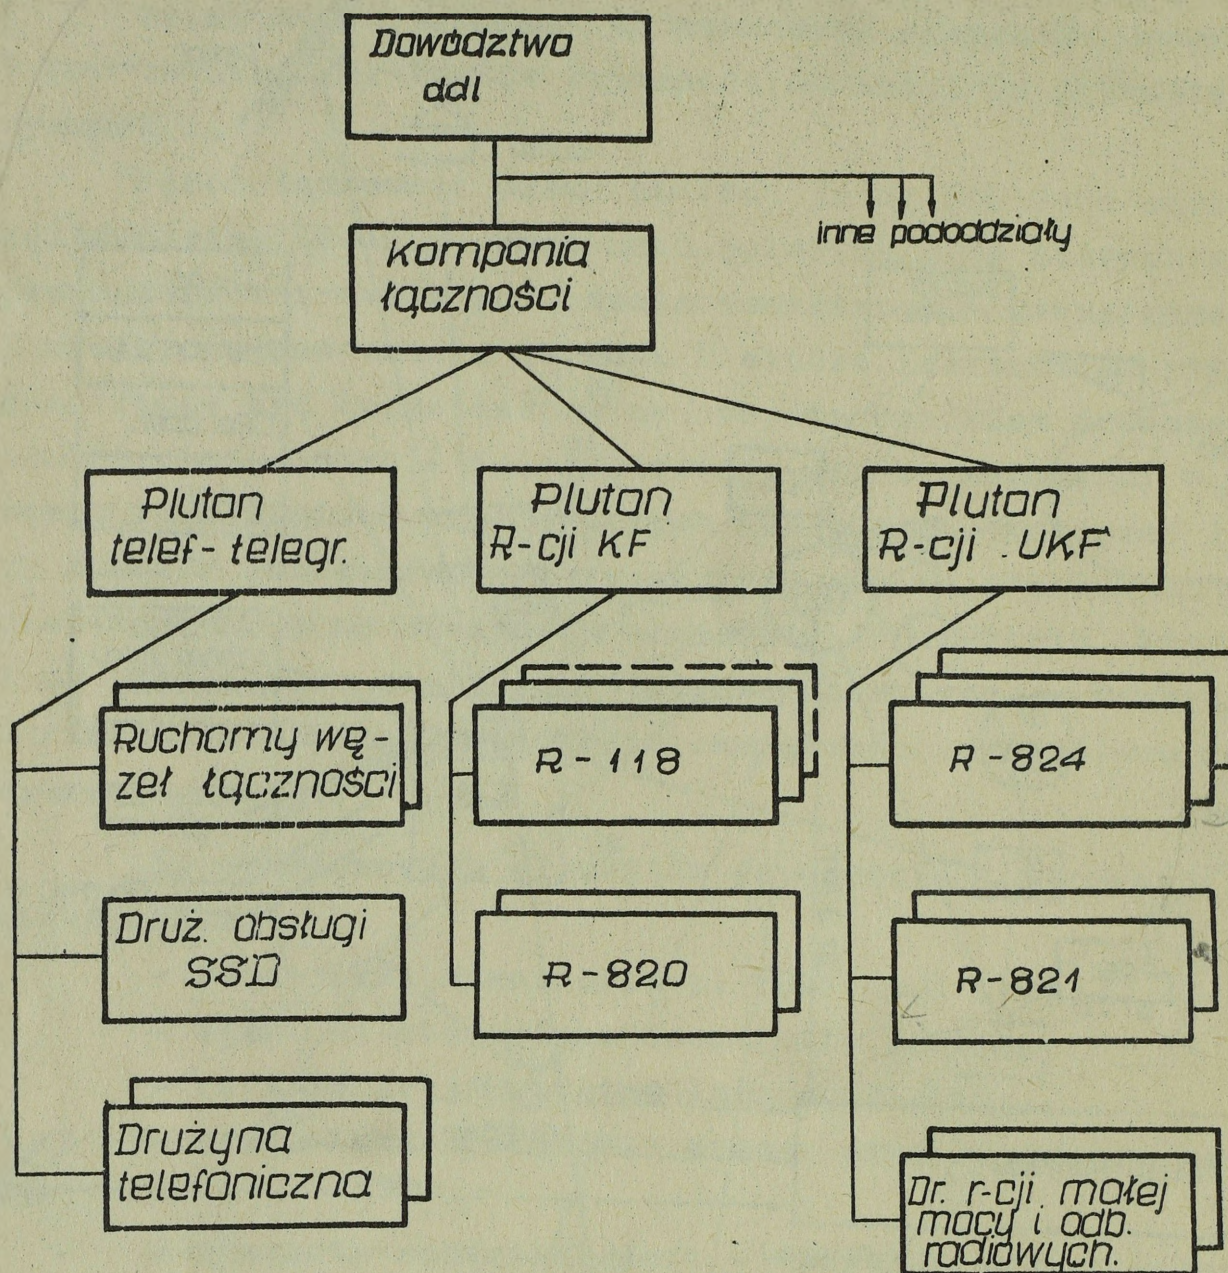 Dowództwo
ddl
inne pododdziały
Kompania
łączności
Pluton
telef-telegr.
Pluton
R-cji KF
Pluton
R-cji UKF
Ruchomy wę-
zeł łączności
R-118
R-824
Druż. obsługi
SSD
R-820
R-821
Drużyna
telefoniczna
Dr. r-cji małej
mocy i odb.
radiowych.